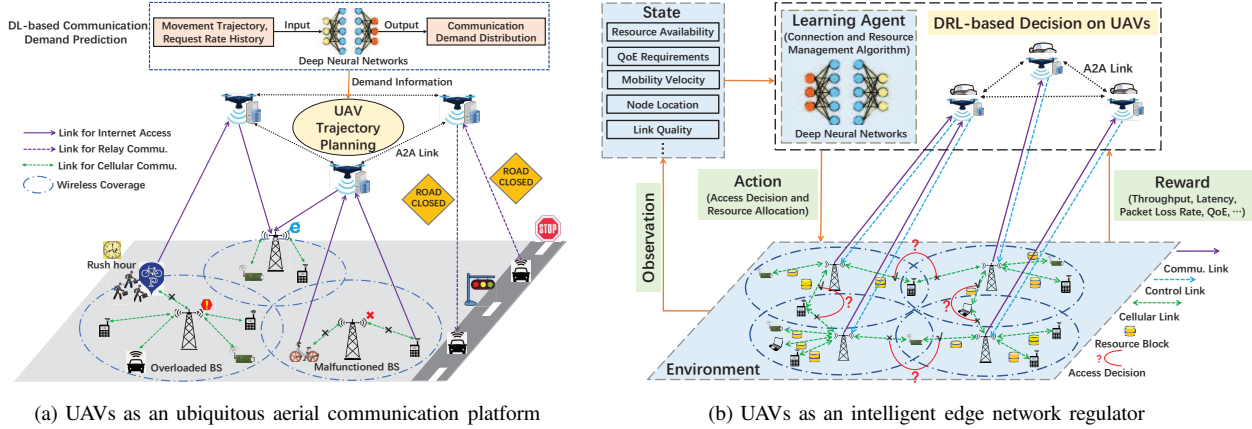 DL-based Communication
Demand Prediction
Movement Trajectory,
Request Rate History
Input
Output
Communication
Demand Distribution
Deep Neural Networks
Demand Information
UAV
Trajectory
Planning
A2A Link
Link for Internet Access
Link for Relay Commu.
Link for Cellular Commu.
Wireless Coverage
ROAD
CLOSED
ROAD
CLOSED
STOP
Rush hour
Overloaded BS
Malfunctioned BS
(a) UAVs as an ubiquitous aerial communication platform
State
Resource Availability
QoE Requirements
Mobility Velocity
Node Location
Link Quality
⋮
Learning Agent
(Connection and Resource
Management Algorithm)
Deep Neural Networks
DRL-based Decision on UAVs
A2A Link
Action
(Access Decision and
Resource Allocation)
Reward
(Throughput, Latency,
Packet Loss Rate, QoE, ···)
Observation
?
?
?
?
Environment
Commu. Link
Control Link
Cellular Link
Resource Block
?
Access Decision
(b) UAVs as an intelligent edge network regulator